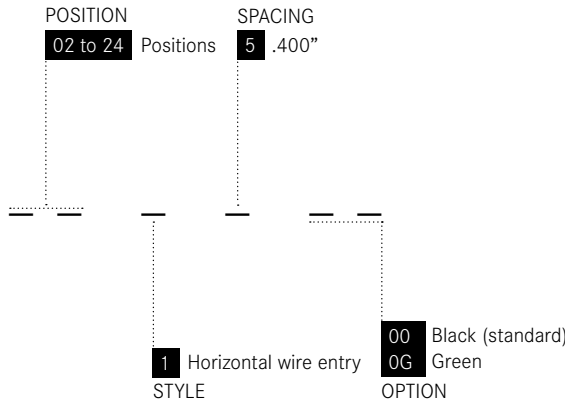 POSITION
02 to 24 Positions
SPACING
5 .400”
1 Horizontal wire entry
STYLE
00 Black (standard)
0G Green
OPTION